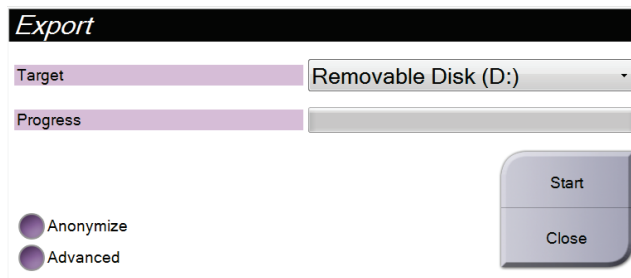 Export
Target
Removable Disk (D:)
Progress
Start
Close
Anonymize
Advanced